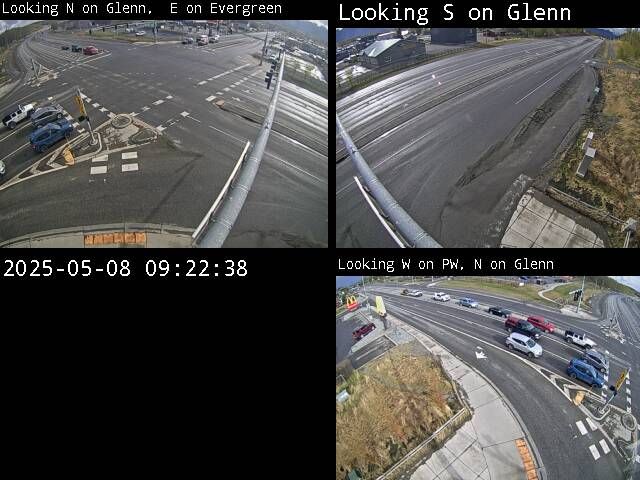 Looking N on Glenn,  E on Evergreen
Looking S on Glenn
2025-05-08 09:22:38
Looking W on PW, N on Glenn